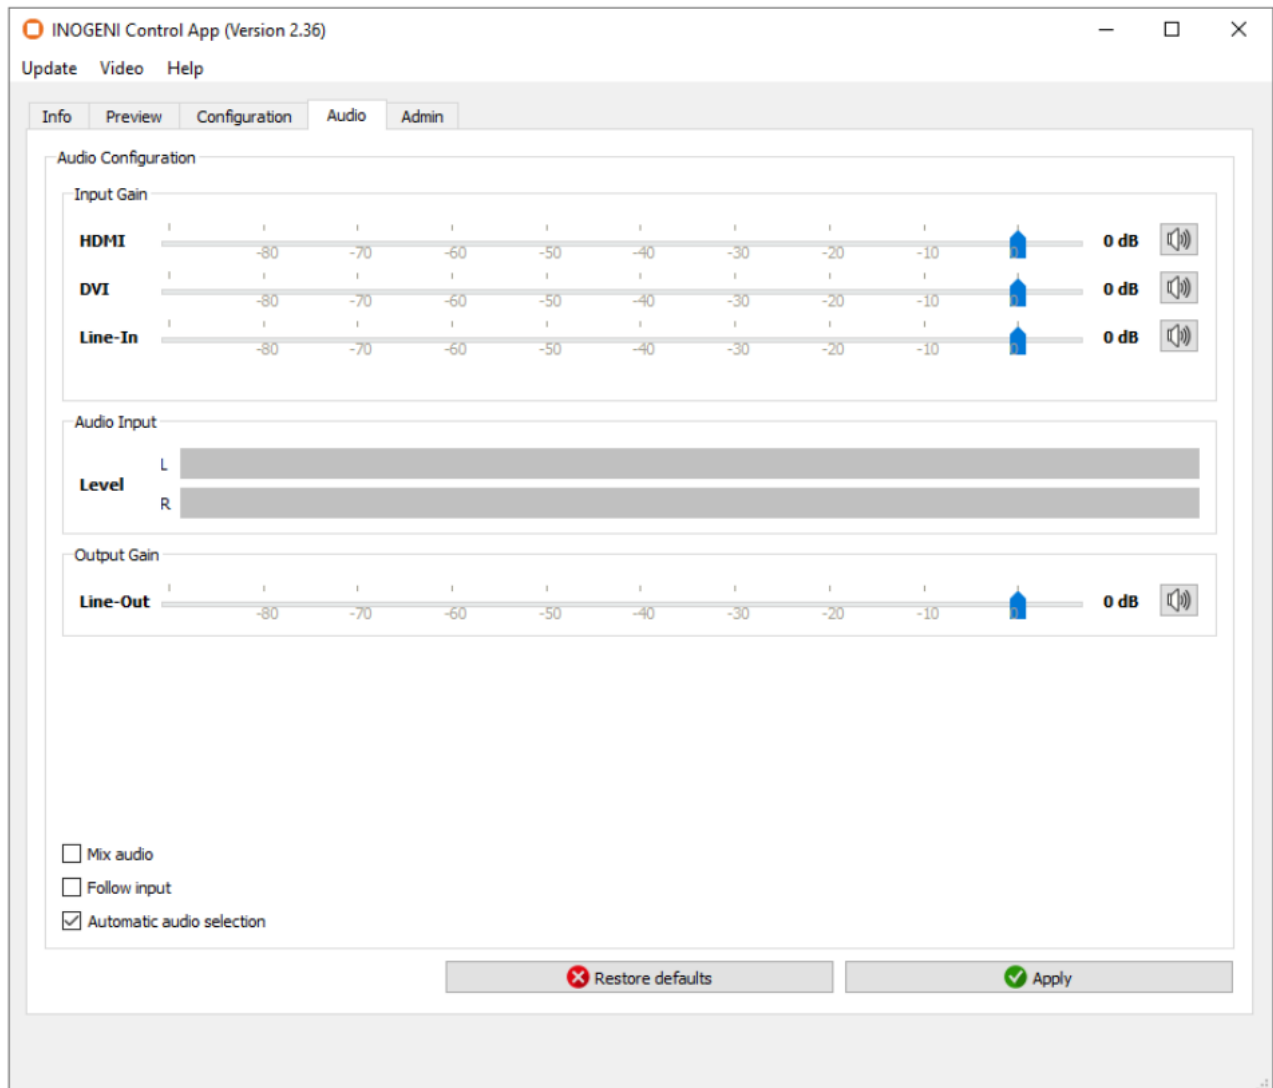 INOGENI Control App (Version 2.36)
Update Video Help
Info Preview Configuration Audio Admin
Audio Configuration
Input Gain
HDMI 0 dB
-80 -70 -60 -50 -40 -30 -20 -10 0
DVI 0 dB
-80 -70 -60 -50 -40 -30 -20 -10 0
Line-In 0 dB
-80 -70 -60 -50 -40 -30 -20 -10 0
Audio Input
L
Level
R
Output Gain
Line-Out 0 dB
-80 -70 -60 -50 -40 -30 -20 -10 0
Mix audio
Follow input
Automatic audio selection
Restore defaults Apply